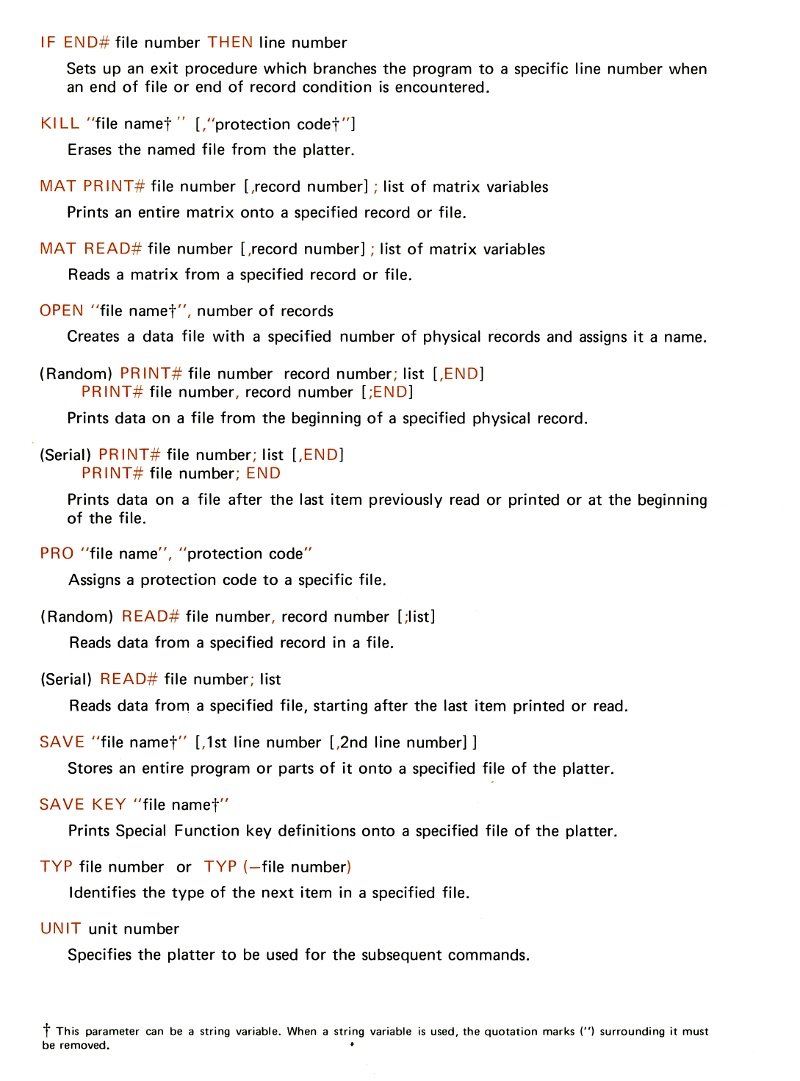 IF END# file number THEN line number
Sets up an exit procedure which branches the program to a specific line number when
an end of file or end of record condition is encountered.
KILL "file name† " [,"protection code†"]
Erases the named file from the platter.
MAT PRINT# file number [,record number] ; list of matrix variables
Prints an entire matrix onto a specified record or file.
MAT READ# file number [,record number] ; list of matrix variables
Reads a matrix from a specified record or file.
OPEN "file name†", number of records
Creates a data file with a specified number of physical records and assigns it a name.
(Random) PRINT# file number record number; list [,END]
PRINT# file number, record number [;END]
Prints data on a file from the beginning of a specified physical record.
(Serial) PRINT# file number; list [,END]
PRINT# file number; END
Prints data on a file after the last item previously read or printed or at the beginning
of the file.
PRO "file name", "protection code"
Assigns a protection code to a specific file.
(Random) READ# file number, record number [;list]
Reads data from a specified record in a file.
(Serial) READ# file number; list
Reads data from a specified file, starting after the last item printed or read.
SAVE "file name†" [,1st line number [,2nd line number] ]
Stores an entire program or parts of it onto a specified file of the platter.
SAVE KEY "file name†"
Prints Special Function key definitions onto a specified file of the platter.
TYP file number or TYP (—file number)
Identifies the type of the next item in a specified file.
UNIT unit number
Specifies the platter to be used for the subsequent commands.
† This parameter can be a string variable. When a string variable is used, the quotation marks ('') surrounding it must
be removed.